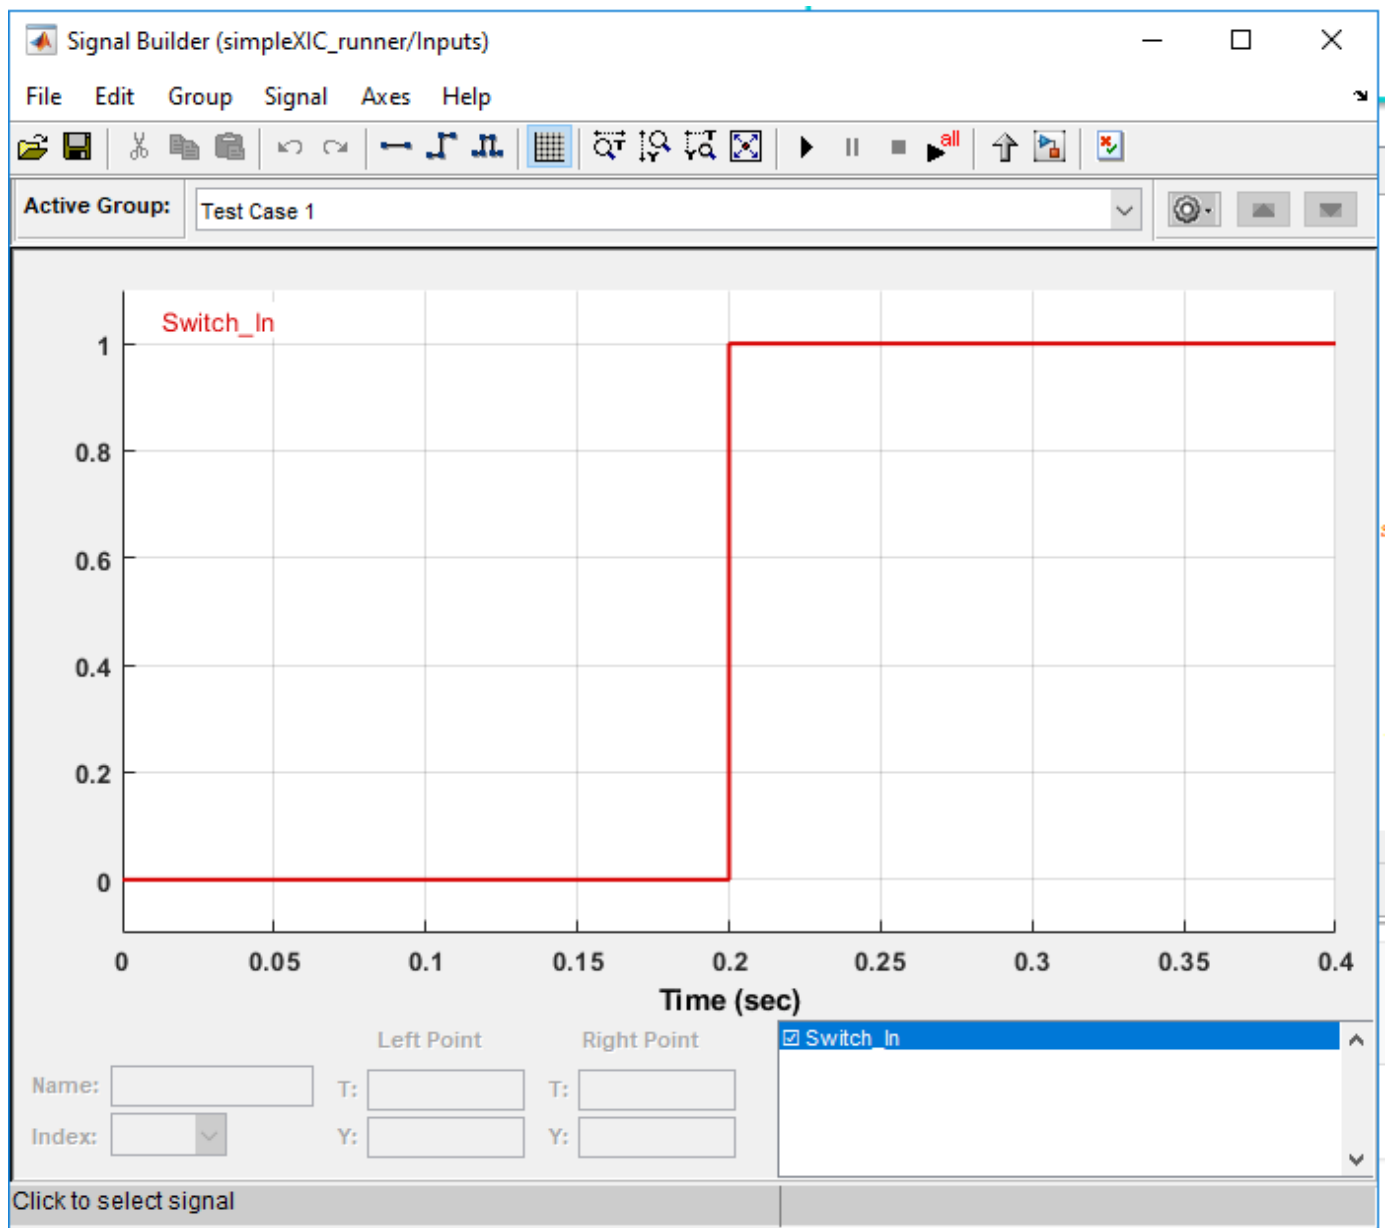 Signal Builder (simpleXIC_runner/Inputs)
File Edit Group Signal Axes Help
all
Active Group: Test Case 1
Switch_In
1
0.8
0.6
0.4
0.2
0
0 0.05 0.1 0.15 0.2 0.25 0.3 0.35 0.4
Time (sec)
Left Point Right Point Switch_In
Name: T: T:
Index: Y: Y:
Click to select signal